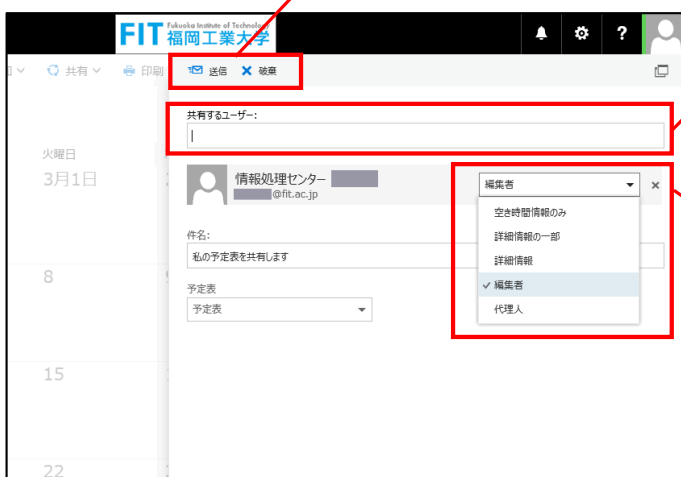 FIT Fukuoka Institute of Technology
福岡工業大学
?
共有 印刷 送信 破棄
共有するユーザー:
火曜日
3月1日
情報処理センター
@fit.ac.jp
編集者
空き時間情報のみ
詳細情報の一部
詳細情報
編集者
代理人
件名:
私の予定表を共有します
8
予定表
予定表
15
22